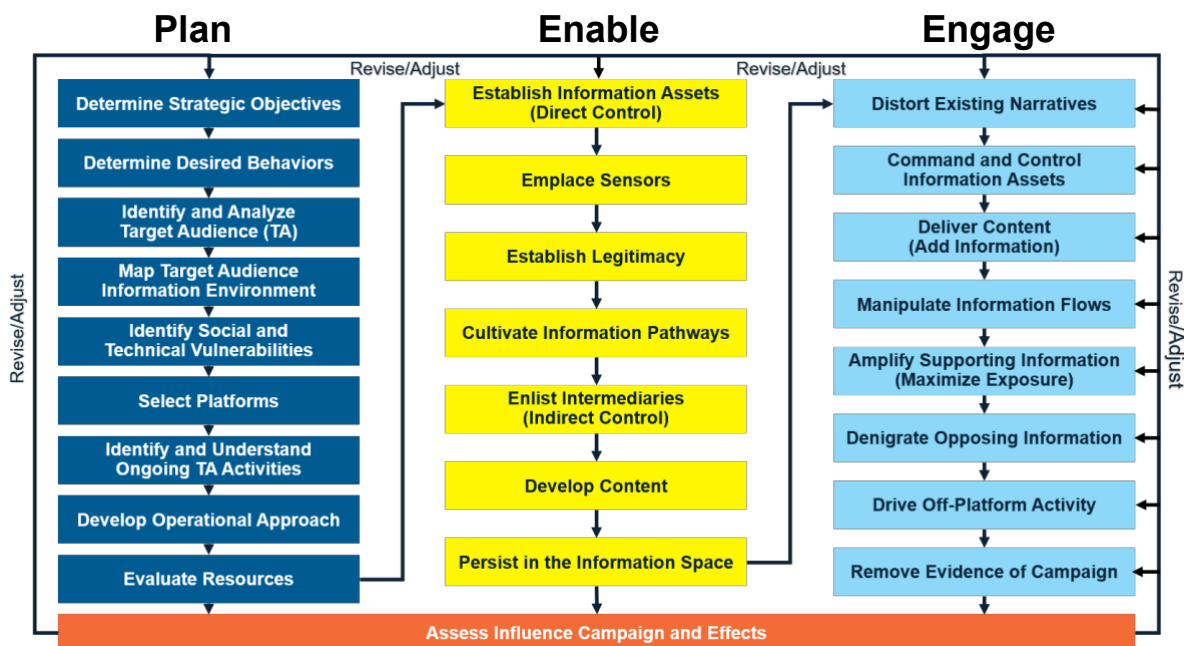 Plan
Enable
Engage
Revise/Adjust
Revise/Adjust
Determine Strategic Objectives
Determine Desired Behaviors
Identify and Analyze
Target Audience (TA)
Map Target Audience
Information Environment
Identify Social and
Technical Vulnerabilities
Select Platforms
Identify and Understand
Ongoing TA Activities
Develop Operational Approach
Evaluate Resources
Revise/Adjust
Establish Information Assets
(Direct Control)
Emplace Sensors
Establish Legitimacy
Cultivate Information Pathways
Enlist Intermediaries
(Indirect Control)
Develop Content
Persist in the Information Space
Distort Existing Narratives
Command and Control
Information Assets
Deliver Content
(Add Information)
Manipulate Information Flows
Amplify Supporting Information
(Maximize Exposure)
Denigrate Opposing Information
Drive Off-Platform Activity
Remove Evidence of Campaign
Revise/Adjust
Assess Influence Campaign and Effects